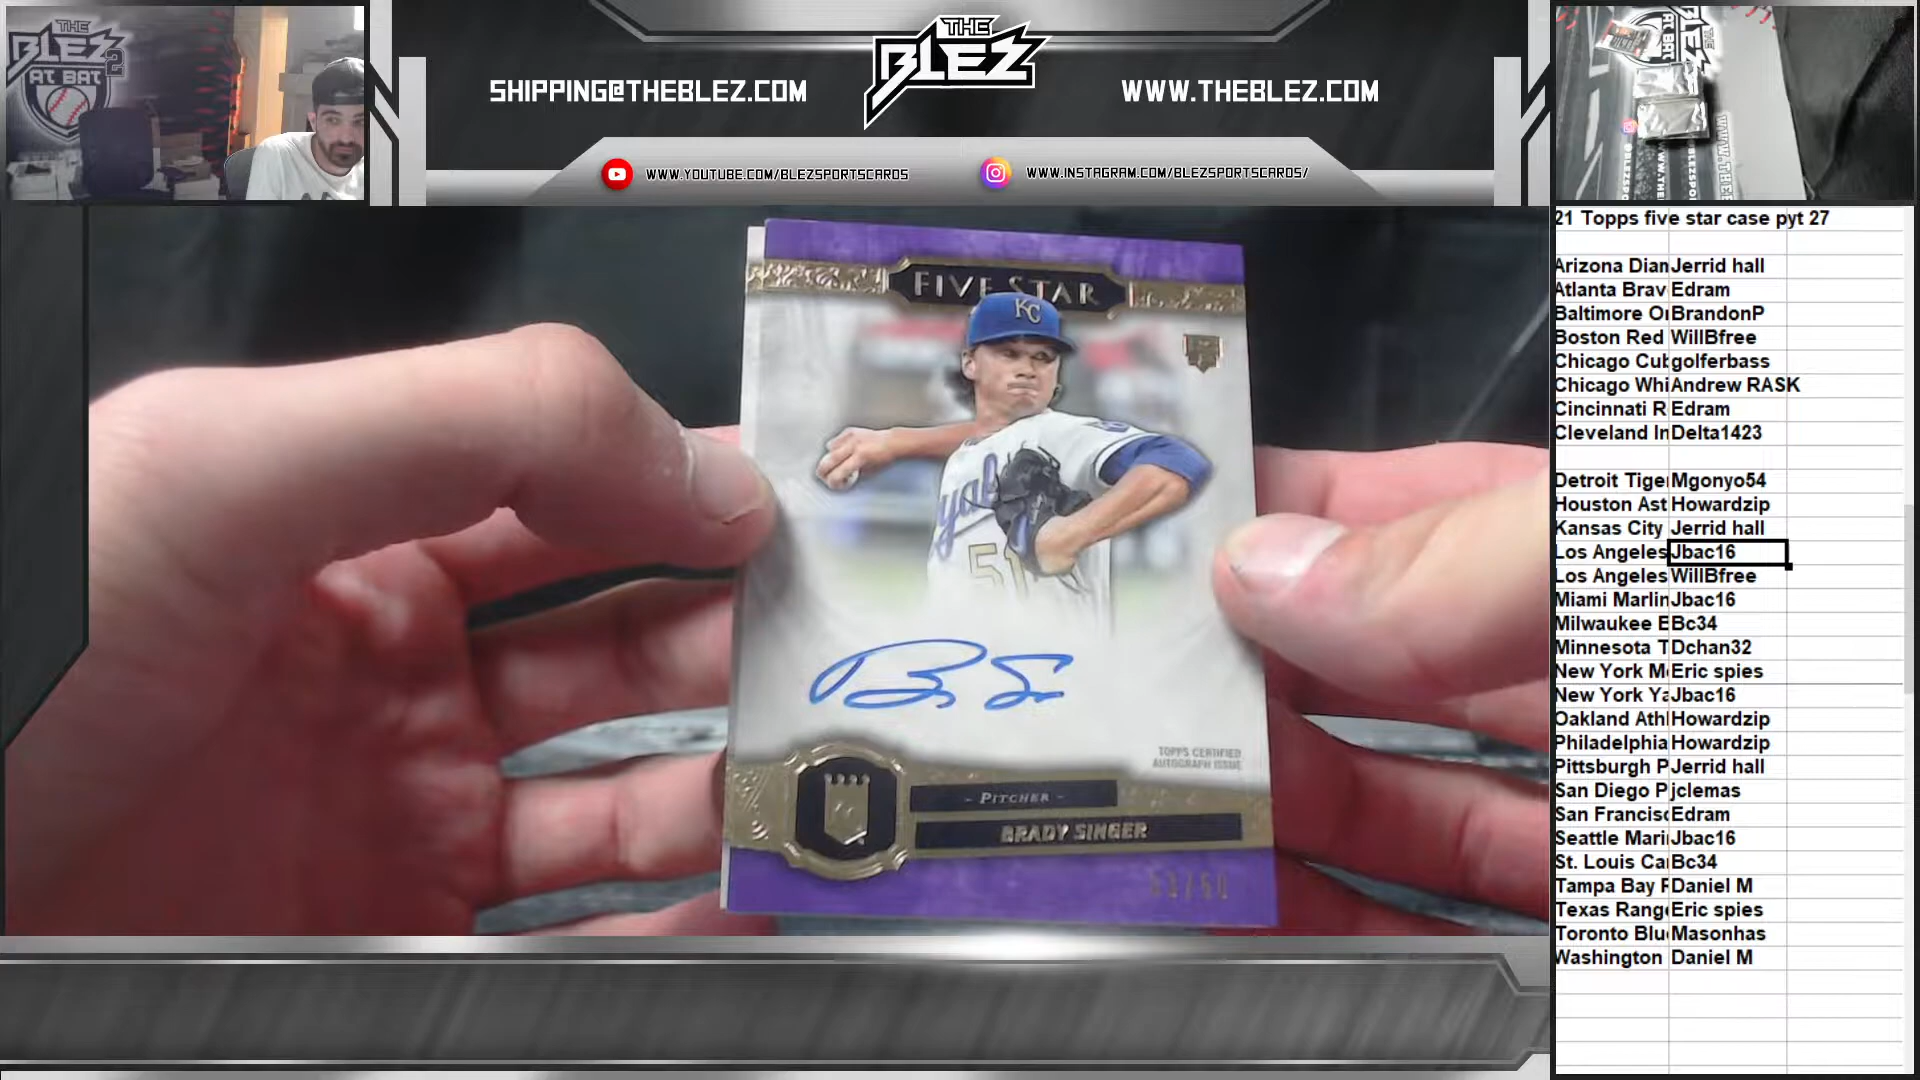 THE
BLEZ 2
AT BAT
SHIPPING@THEBLEZ.COM
THE
BLEZ
WWW.THEBLEZ.COM
WWW.YOUTUBE.COM/BLEZSPORTSCARDS
WWW.INSTAGRAM.COM/BLEZSPORTSCARDS/
FIVE STAR
KC
51
TOPPS CERTIFIED
AUTOGRAPH ISSUE
- PITCHER -
BRADY SINGER
21 Topps five star case pyt 27
Arizona Diam Jerrid hall
Atlanta Brav Edram
Baltimore O BrandonP
Boston Red WillBfree
Chicago Cub golferbass
Chicago Whi Andrew RASK
Cincinnati R Edram
Cleveland In Delta1423
Detroit Tige Mgonyo54
Houston Ast Howardzip
Kansas City Jerrid hall
Los Angeles Jbac16
Los Angeles WillBfree
Miami Marlin Jbac16
Milwaukee B Bc34
Minnesota T Dchan32
New York M Eric spies
New York Ya Jbac16
Oakland Ath Howardzip
Philadelphia Howardzip
Pittsburgh P Jerrid hall
San Diego P jclemas
San Francisc Edram
Seattle Mari Jbac16
St. Louis Ca Bc34
Tampa Bay R Daniel M
Texas Range Eric spies
Toronto Blu Masonhas
Washington Daniel M